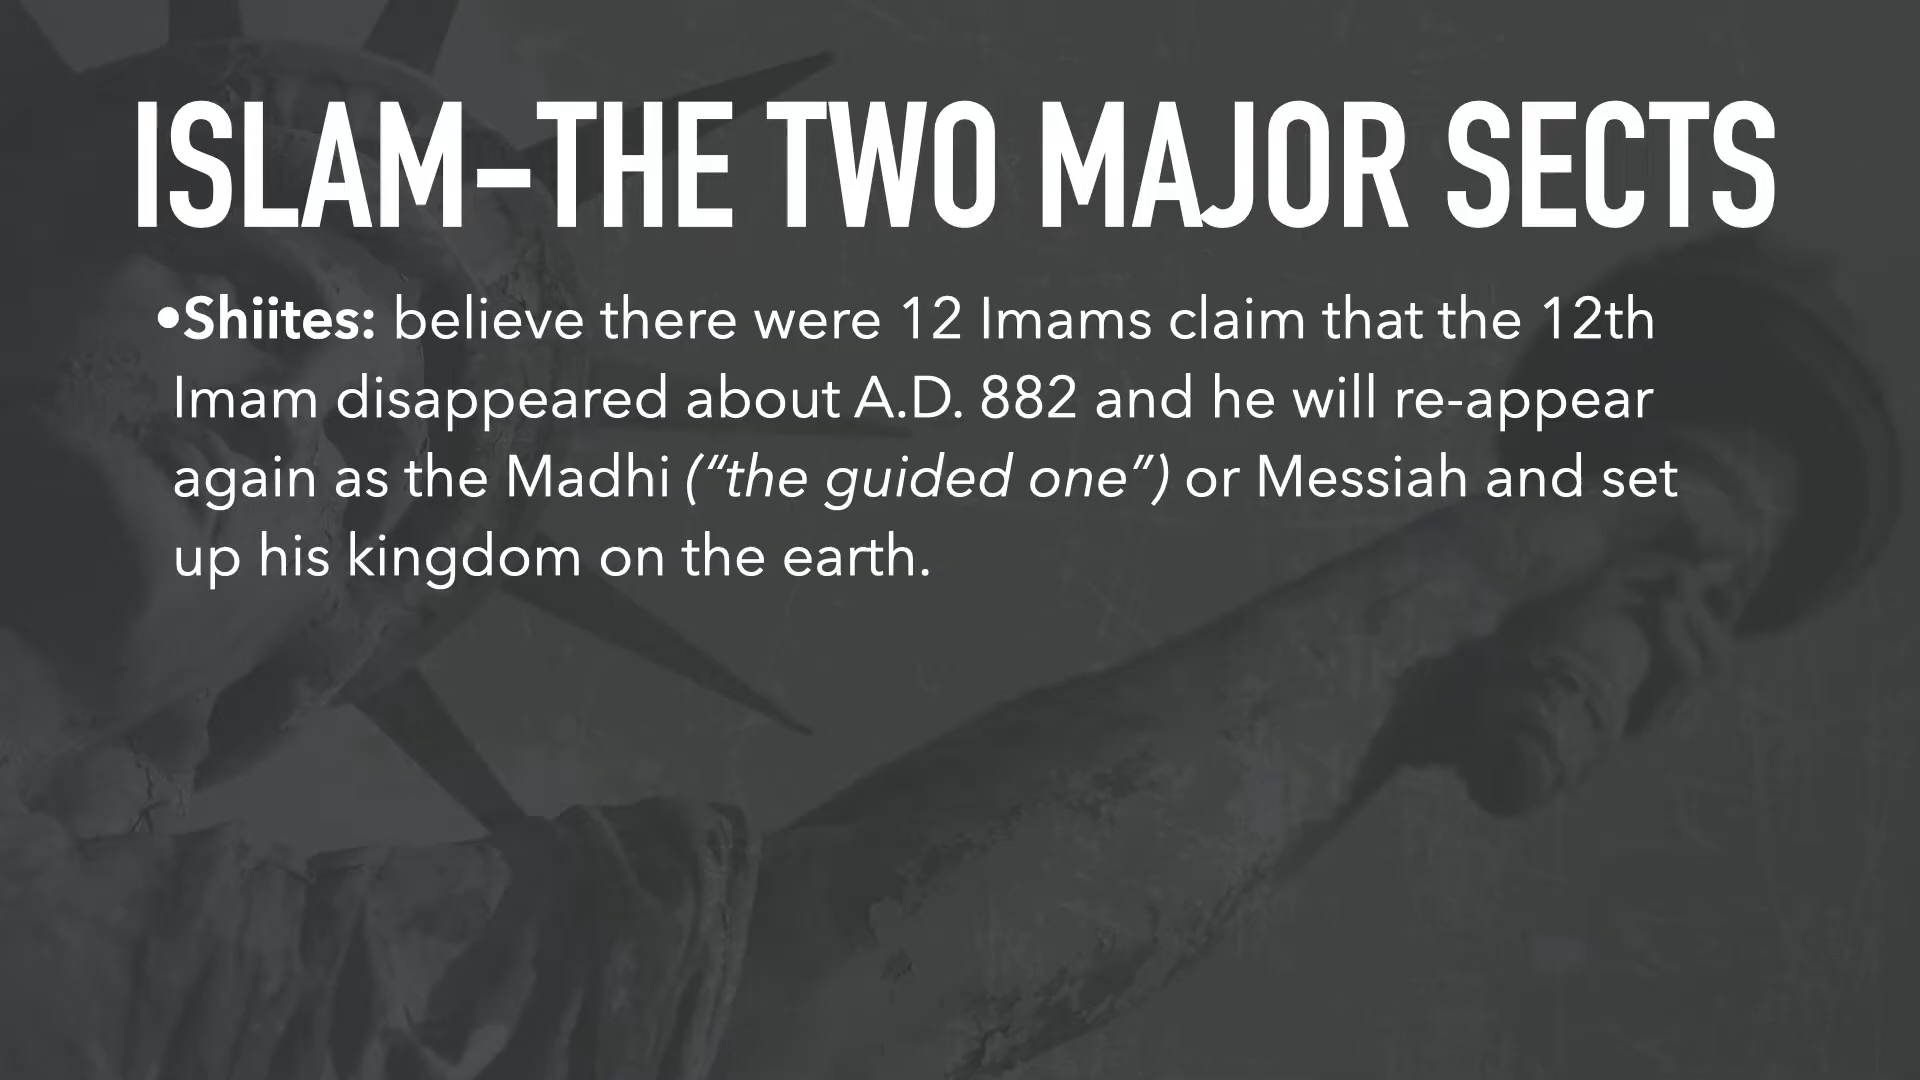 ISLAM–THE TWO MAJOR SECTS
•Shiites: believe there were 12 Imams claim that the 12th
Imam disappeared about A.D. 882 and he will re-appear
again as the Madhi (“the guided one”) or Messiah and set
up his kingdom on the earth.